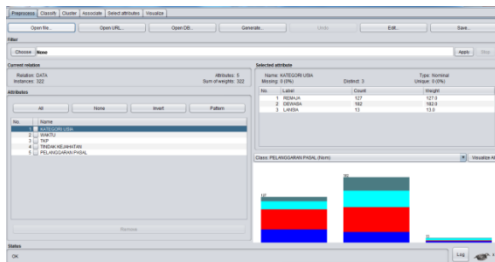 Preprocess Classify Cluster Associate Select attributes Visualize
Open file... Open URL... Open DB... Generate... Undo Edit... Save...
Filter
Choose None Apply Stop
Current relation
Relation: DATA Attributes: 5
Instances: 322 Sum of weights: 322
Attributes
All None Invert Pattern
No. Name
1 KATEGORI USIA
2 WAKTU
3 TKP
4 TINDAK KEJAHATAN
5 PELANGGARAN PASAL
Remove
Selected attribute
Name: KATEGORI USIA Type: Nominal
Missing: 0 (0%) Distinct: 3 Unique: 0 (0%)
No. Label Count Weight
1 REMAJA 127 127.0
2 DEWASA 182 182.0
3 LANSIA 13 13.0
Class: PELANGGARAN PASAL (Nom) Visualize All
Status
OK Log